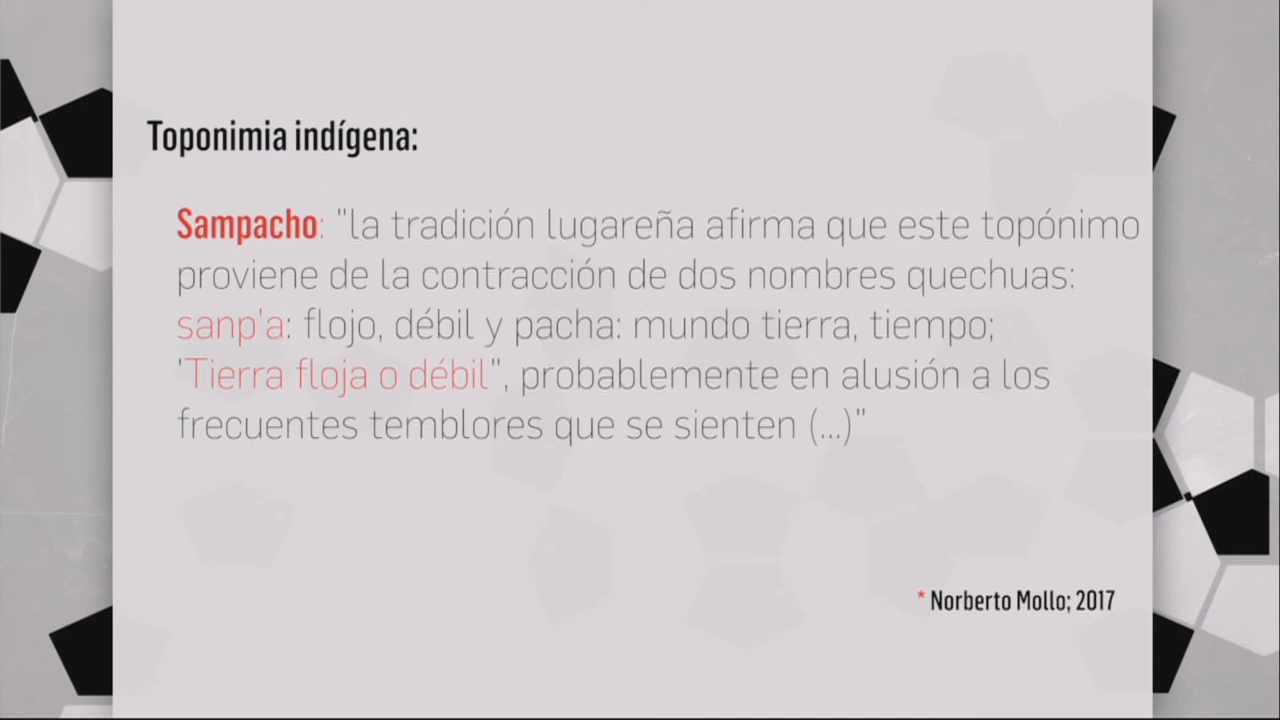 Toponimia indígena:
Sampacho: "la tradición lugareña afirma que este topónimo
proviene de la contracción de dos nombres quechuas:
sanp'a: flojo, débil y pacha: mundo tierra, tiempo;
'Tierra floja o débil", probablemente en alusión a los
frecuentes temblores que se sienten (...)"
* Norberto Mollo; 2017